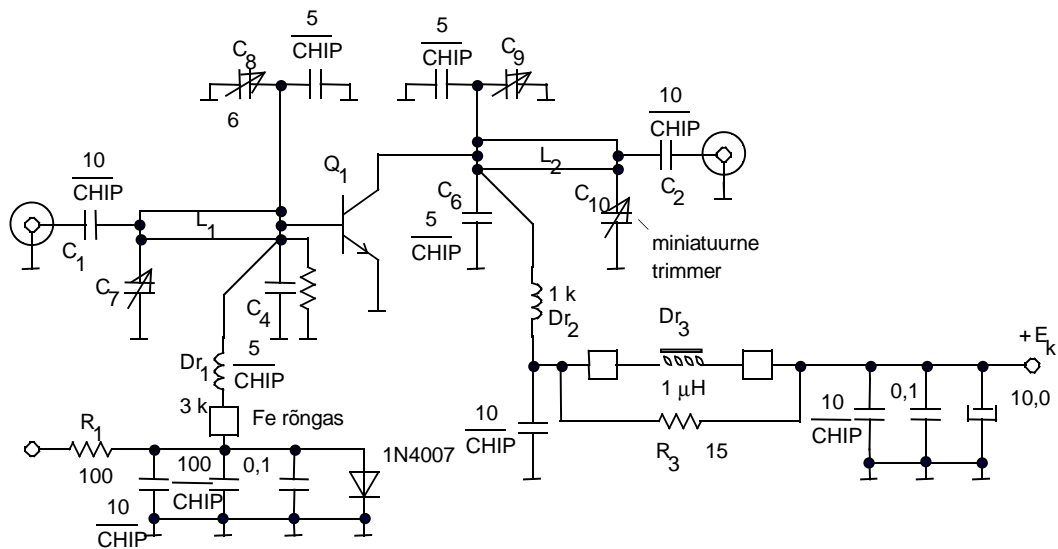 5
CHIP
C8
6
5
CHIP
C9
10
CHIP
C2
10
CHIP
C1
Q1
L1
L2
C6
5
CHIP
C10
miniatuurne
trimmer
C7
C4
Dr1
5
CHIP
3 k
Fe rõngas
1 k
Dr2
Dr3
1 µH
R3
15
+Ek
10
CHIP
10
CHIP
0,1
10,0
R1
100
10
CHIP
100
CHIP
0,1
1N4007